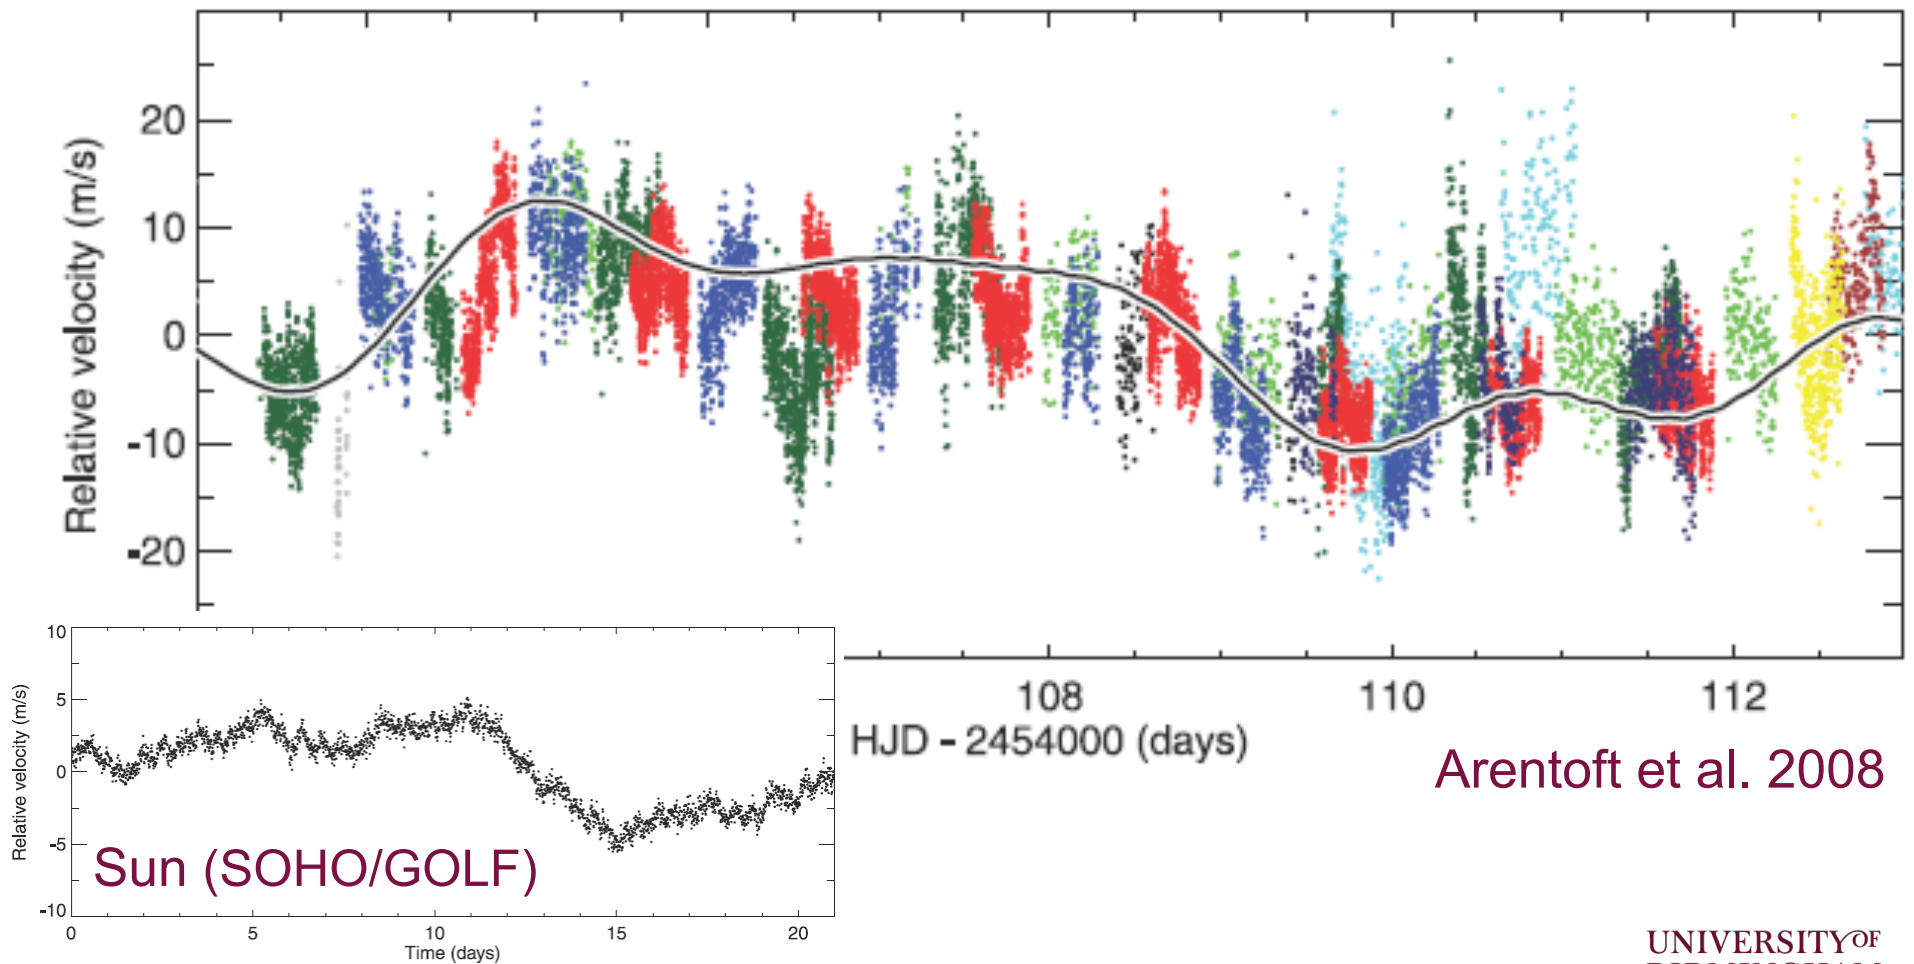 Relative velocity (m/s)
20
10
0
-10
-20
108
110
112
HJD - 2454000 (days)
Arentoft et al. 2008
Relative velocity (m/s)
10
5
0
-5
-10
Sun (SOHO/GOLF)
0
5
10
15
20
Time (days)
UNIVERSITY OF